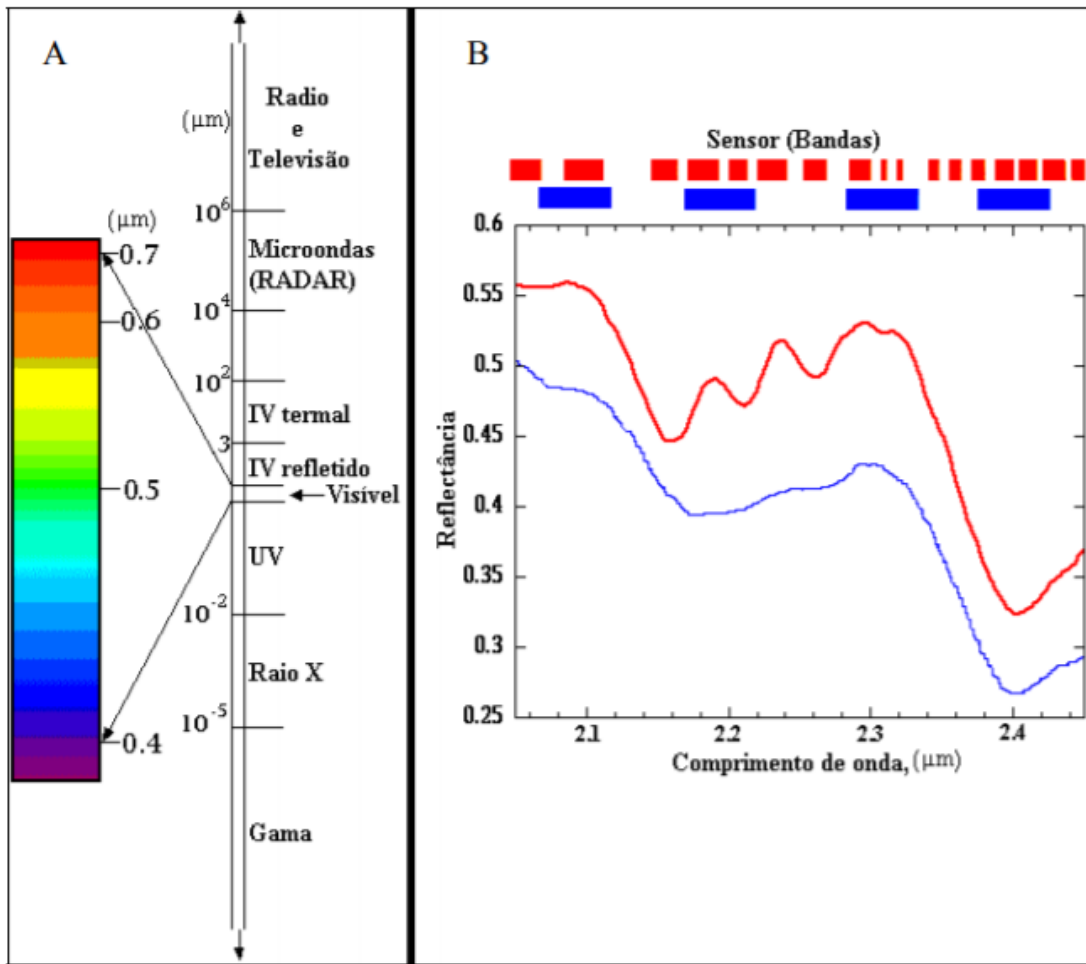 A
Radio
e
Televisão
(μm)
10⁶
Microondas
(RADAR)
10⁴
10²
IV termal
3
IV refletido
Visível
UV
10⁻²
Raio X
10⁻⁵
Gama
(μm)
0.7
0.6
0.5
0.4
B
Sensor (Bandas)
0.6
0.55
0.5
0.45
0.4
0.35
0.3
0.25
Reflectância
2.1
2.2
2.3
2.4
Comprimento de onda, (μm)